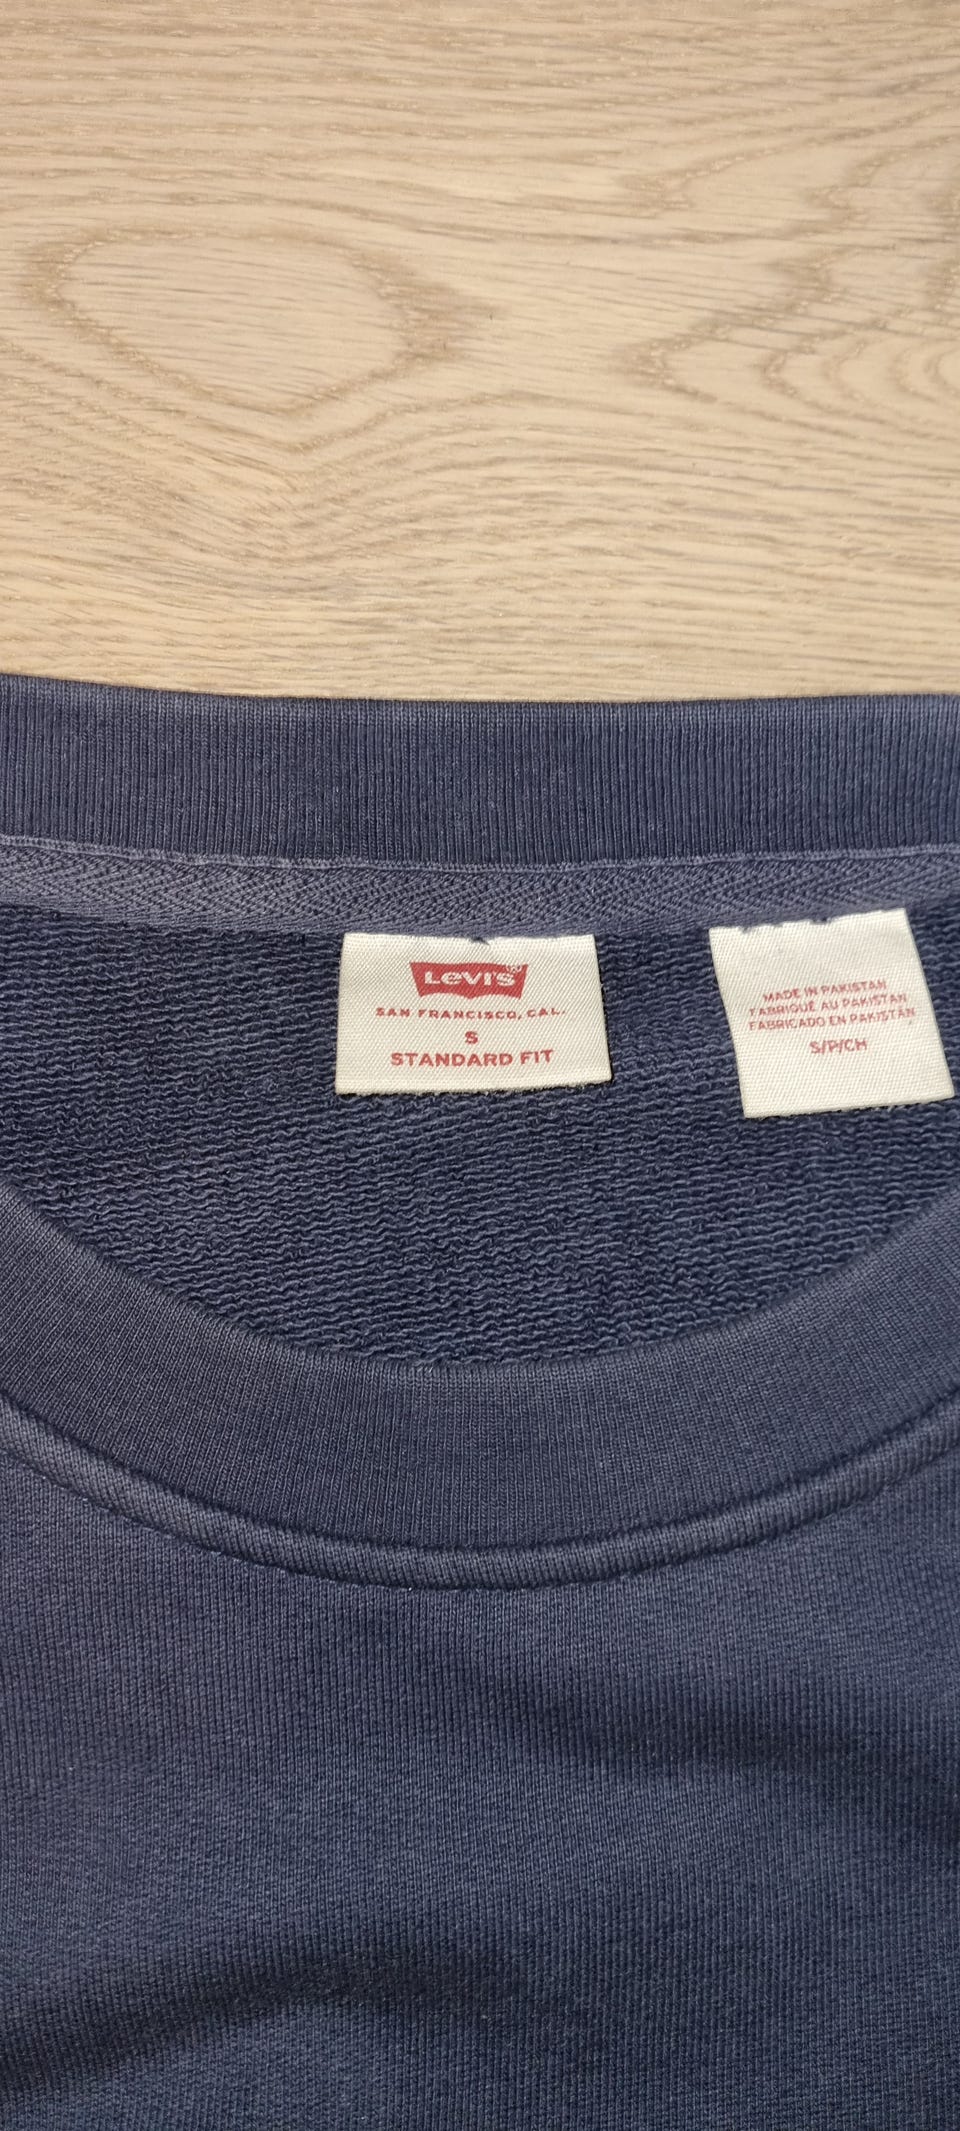 Levi's®
SAN FRANCISCO, CAL.
S
STANDARD FIT
MADE IN PAKISTAN
FABRIQUÉ AU PAKISTAN
FABRICADO EN PAKISTÁN
S/P/CH